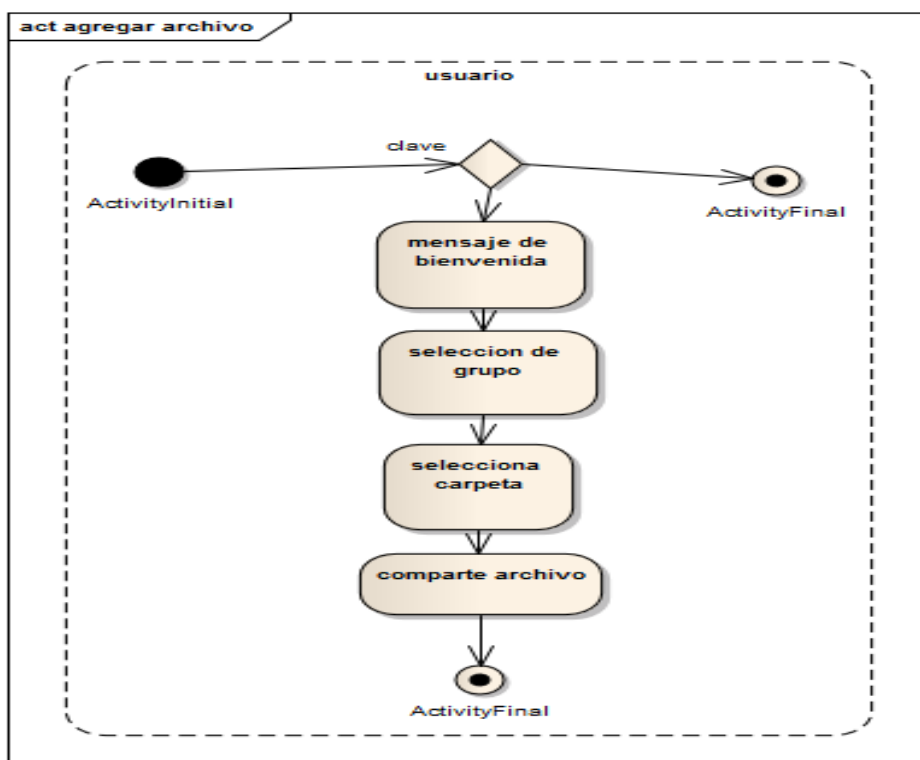 act agregar archivo
usuario
clave
ActivityInitial
ActivityFinal
mensaje de
bienvenida
seleccion de
grupo
selecciona
carpeta
comparte archivo
ActivityFinal